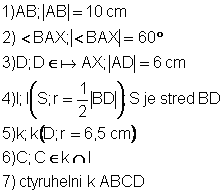 1)AB;|AB|=10 cm
2) ∢BAX;|∢BAX|=60°
3)D;D∈↦AX;|AD|=6 cm
4)l; l(S;r=1/2|BD|); S je stred BD
5)k;k(D;r=6,5 cm)
6)C;C∈k∩l
7) ctyruhelni k ABCD